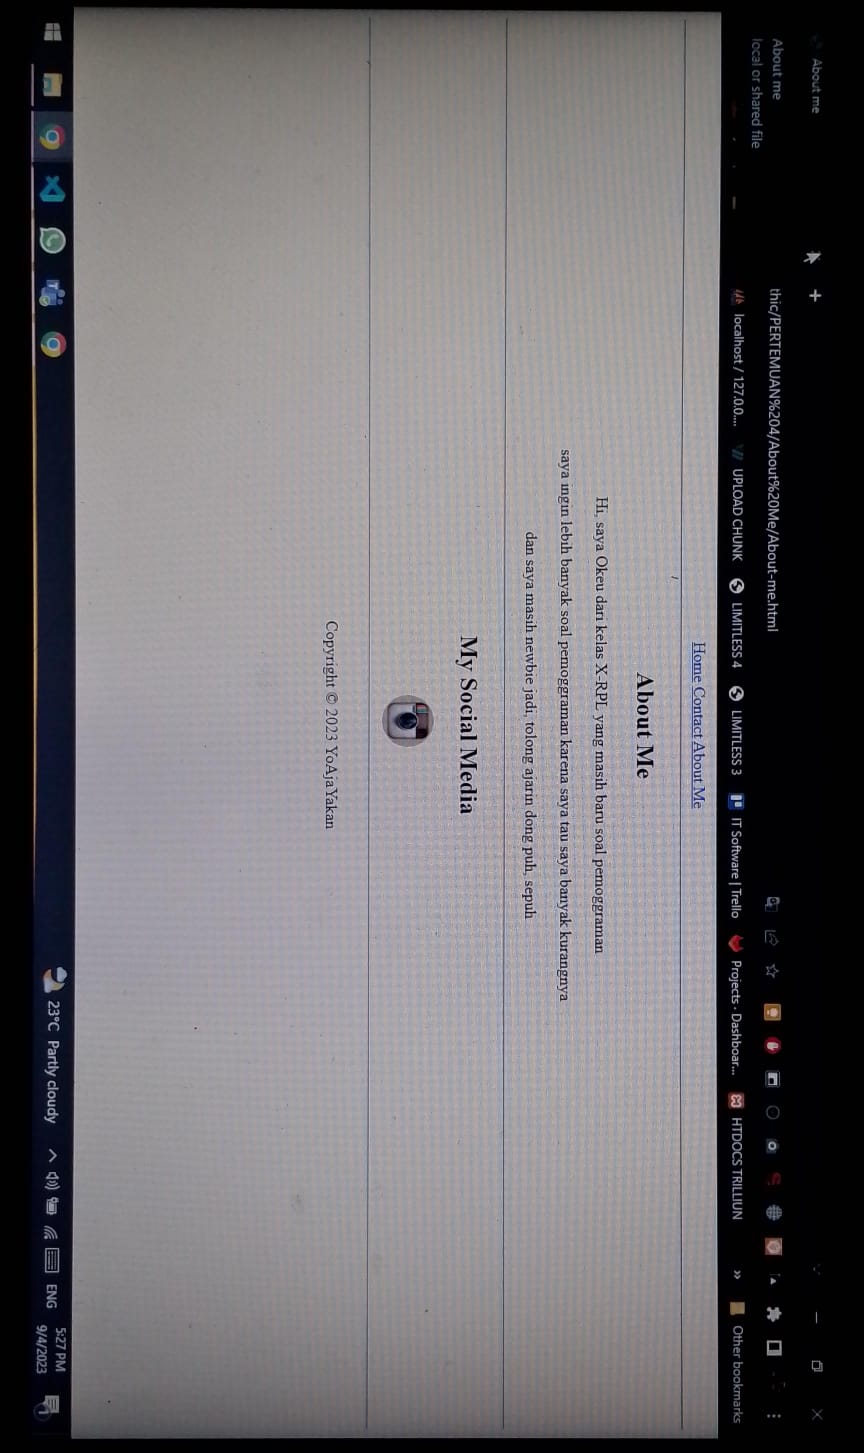 About me
About me
local or shared file
thic/PERTEMUAN%204/About%20Me/About-me.html
localhost / 127.0.0.... UPLOAD CHUNK LIMITLESS 4 LIMITLESS 3 IT Software | Trello Projects · Dashboar... HTDOCS TRILLIUN » Other bookmarks
Home Contact About Me
About Me
Hi, saya Okeu dari kelas X-RPL yang masih baru soal pemoggraman
saya ingin lebih banyak soal pemoggraman karena saya tau saya banyak kurangnya
dan saya masih newbie jadi, tolong ajarin dong puh, sepuh
My Social Media
Copyright © 2023 YoAjaYakan
23°C Partly cloudy ENG 5:27 PM
9/4/2023
1